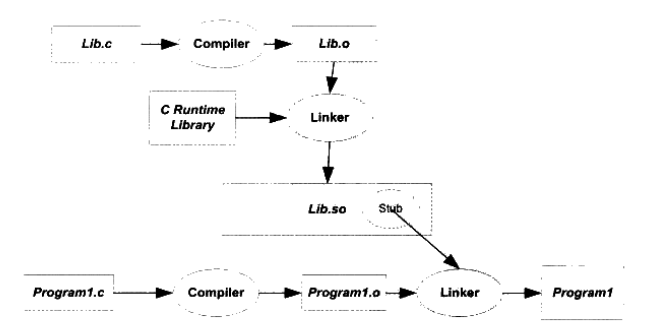 Lib.c
Compiler
Lib.o
C Runtime
Library
Linker
Lib.so
Stub
Program1.c
Compiler
Program1.o
Linker
Program1